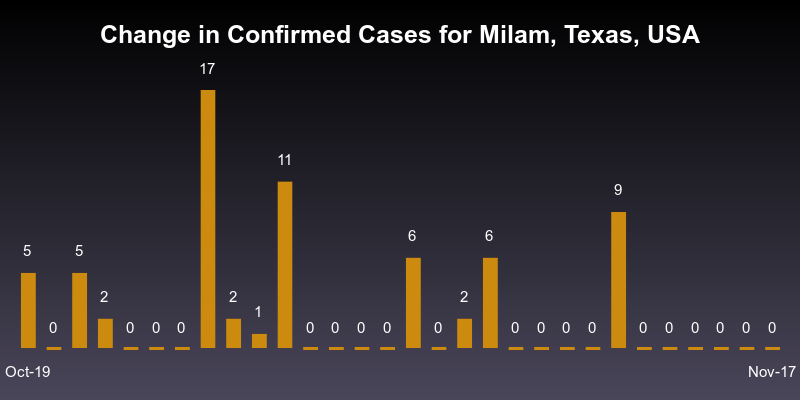 Change in Confirmed Cases for Milam, Texas, USA
5 0 5 2 0 0 0 17 2 1 11 0 0 0 0 6 0 2 6 0 0 0 0 9 0 0 0 0 0 0
Oct-19 Nov-17